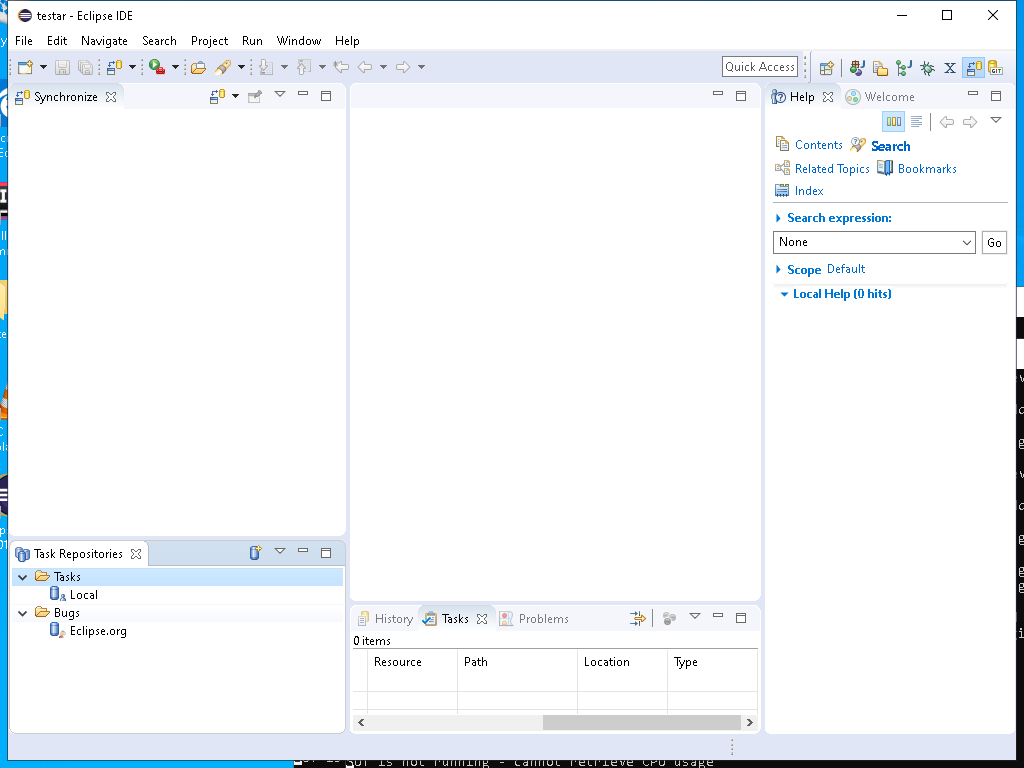 testar - Eclipse IDE
File Edit Navigate Search Project Run Window Help
Quick Access
Synchronize
Help
Welcome
Contents
Search
Related Topics
Bookmarks
Index
Search expression:
None
Go
Scope Default
Local Help (0 hits)
Task Repositories
Tasks
Local
Bugs
Eclipse.org
History
Tasks
Problems
0 items
Resource Path Location Type
is not running - cannot retrieve CPU usage